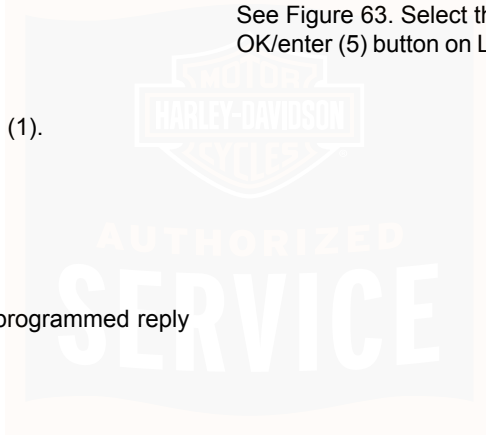 See Figure 63. Select th
OK/enter (5) button on L
(1).
MOTOR
HARLEY-DAVIDSON
CYCLES
AUTHORIZED
SERVICE
programmed reply